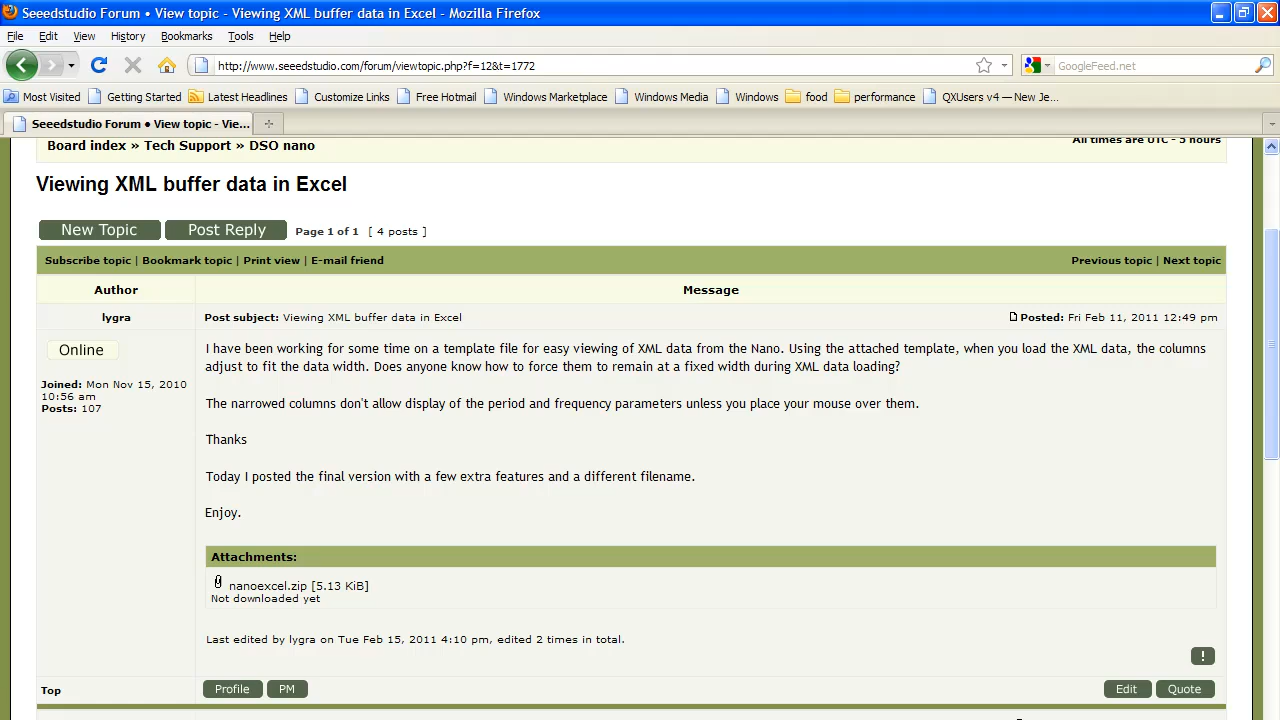 Seeedstudio Forum • View topic - Viewing XML buffer data in Excel - Mozilla Firefox
File Edit View History Bookmarks Tools Help
http://www.seeedstudio.com/forum/viewtopic.php?f=12&t=1772
GoogleFeed.net
Most Visited Getting Started Latest Headlines Customize Links Free Hotmail Windows Marketplace Windows Media Windows food performance QXUsers v4 — New Je...
Seeedstudio Forum • View topic - Vie...
Board index » Tech Support » DSO nano All times are UTC - 5 hours
Viewing XML buffer data in Excel
New Topic Post Reply Page 1 of 1 [ 4 posts ]
Subscribe topic | Bookmark topic | Print view | E-mail friend Previous topic | Next topic
Author Message
lygra Post subject: Viewing XML buffer data in Excel Posted: Fri Feb 11, 2011 12:49 pm
Online
Joined: Mon Nov 15, 2010
10:56 am
Posts: 107
I have been working for some time on a template file for easy viewing of XML data from the Nano. Using the attached template, when you load the XML data, the columns
adjust to fit the data width. Does anyone know how to force them to remain at a fixed width during XML data loading?
The narrowed columns don't allow display of the period and frequency parameters unless you place your mouse over them.
Thanks
Today I posted the final version with a few extra features and a different filename.
Enjoy.
Attachments:
nanoexcel.zip [5.13 KiB]
Not downloaded yet
Last edited by lygra on Tue Feb 15, 2011 4:10 pm, edited 2 times in total.
!
Top Profile PM Edit Quote